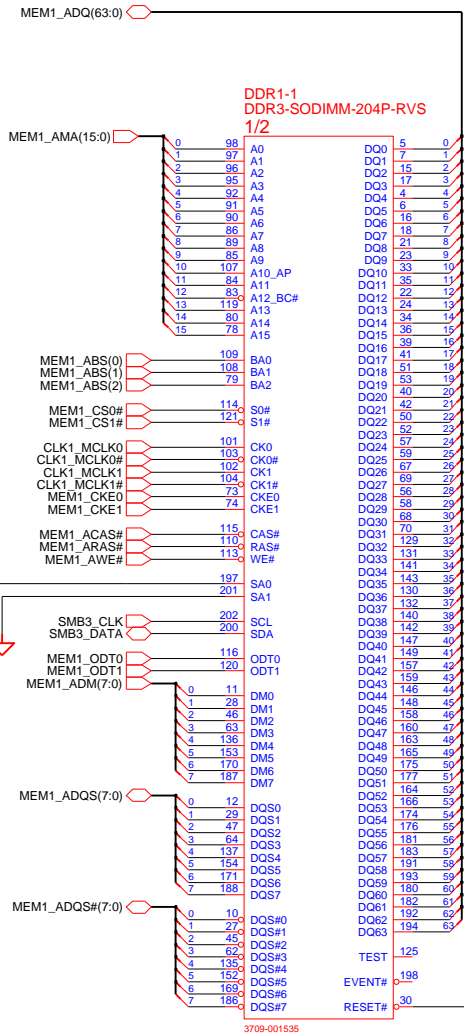 MEM1_ADQ(63:0)
DDR1-1
DDR3-SODIMM-204P-RVS
1/2
MEM1_AMA(15:0)
0 98 A0
1 97 A1
2 96 A2
3 95 A3
4 92 A4
5 91 A5
6 90 A6
7 86 A7
8 89 A8
9 85 A9
10 107 A10_AP
11 84 A11
12 83 A12_BC#
13 119 A13
14 80 A14
15 78 A15
MEM1_ABS(0) 109 BA0
MEM1_ABS(1) 108 BA1
MEM1_ABS(2) 79 BA2
MEM1_CS0# 114 S0#
MEM1_CS1# 121 S1#
CLK1_MCLK0 101 CK0
CLK1_MCLK0# 103 CK0#
CLK1_MCLK1 102 CK1
CLK1_MCLK1# 104 CK1#
MEM1_CKE0 73 CKE0
MEM1_CKE1 74 CKE1
MEM1_ACAS# 115 CAS#
MEM1_ARAS# 110 RAS#
MEM1_AWE# 113 WE#
197 SA0
201 SA1
SMB3_CLK 202 SCL
SMB3_DATA 200 SDA
MEM1_ODT0 116 ODT0
MEM1_ODT1 120 ODT1
MEM1_ADM(7:0)
0 11 DM0
1 28 DM1
2 46 DM2
3 63 DM3
4 136 DM4
5 153 DM5
6 170 DM6
7 187 DM7
MEM1_ADQS(7:0)
0 12 DQS0
1 29 DQS1
2 47 DQS2
3 64 DQS3
4 137 DQS4
5 154 DQS5
6 171 DQS6
7 188 DQS7
MEM1_ADQS#(7:0)
0 10 DQS#0
1 27 DQS#1
2 45 DQS#2
3 62 DQS#3
4 135 DQS#4
5 152 DQS#5
6 169 DQS#6
7 186 DQS#7
DQ0 5 0
DQ1 7 1
DQ2 15 2
DQ3 17 3
DQ4 4 4
DQ5 6 5
DQ6 16 6
DQ7 18 7
DQ8 21 8
DQ9 23 9
DQ10 33 10
DQ11 35 11
DQ12 22 12
DQ13 24 13
DQ14 34 14
DQ15 36 15
DQ16 39 16
DQ17 41 17
DQ18 51 18
DQ19 53 19
DQ20 40 20
DQ21 42 21
DQ22 50 22
DQ23 52 23
DQ24 57 24
DQ25 59 25
DQ26 67 26
DQ27 69 27
DQ28 56 28
DQ29 58 29
DQ30 68 30
DQ31 70 31
DQ32 129 32
DQ33 131 33
DQ34 141 34
DQ35 143 35
DQ36 130 36
DQ37 132 37
DQ38 140 38
DQ39 142 39
DQ40 147 40
DQ41 149 41
DQ42 157 42
DQ43 159 43
DQ44 146 44
DQ45 148 45
DQ46 158 46
DQ47 160 47
DQ48 163 48
DQ49 165 49
DQ50 175 50
DQ51 177 51
DQ52 164 52
DQ53 166 53
DQ54 174 54
DQ55 176 55
DQ56 181 56
DQ57 183 57
DQ58 191 58
DQ59 193 59
DQ60 180 60
DQ61 182 61
DQ62 192 62
DQ63 194 63
TEST 125
EVENT# 198
RESET# 30
3709-001535